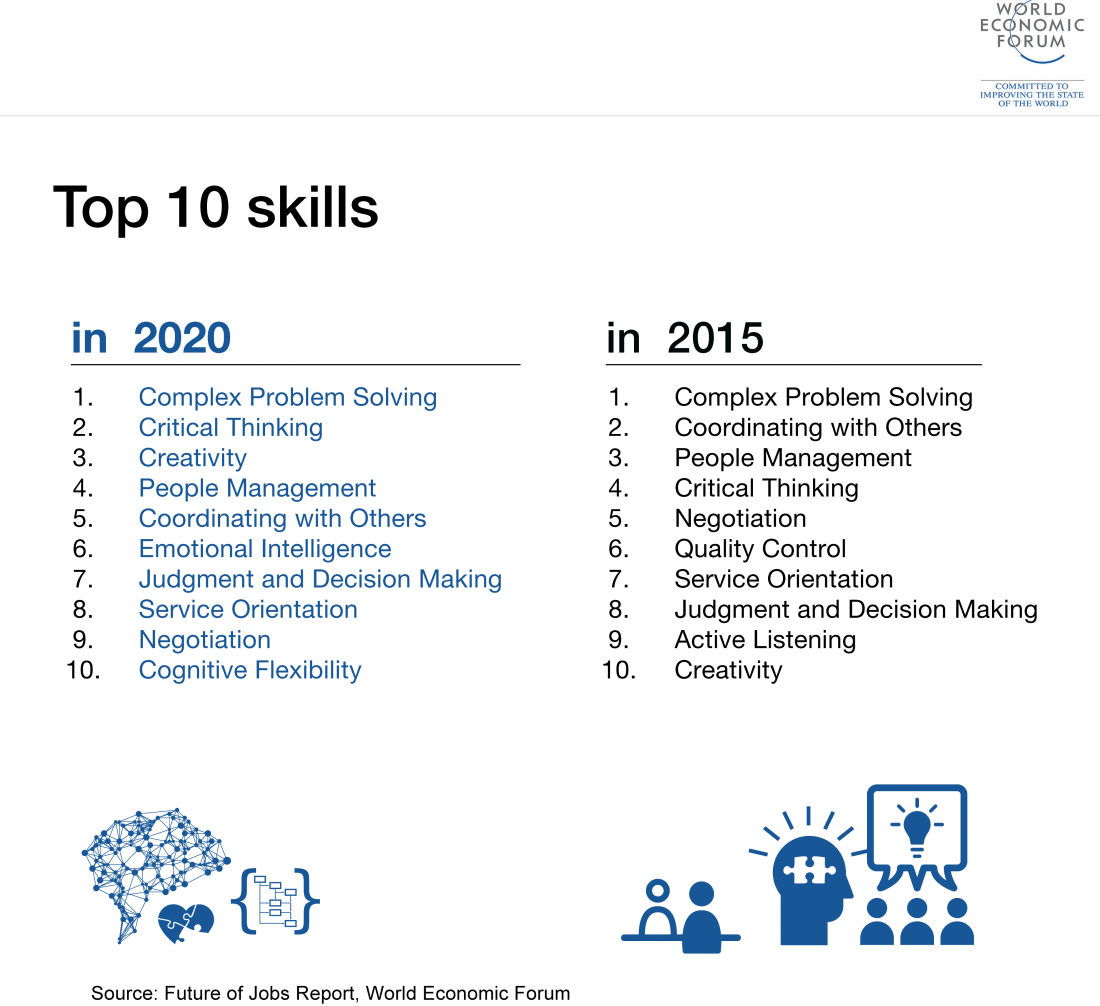 WORLD
ECONOMIC
FORUM
COMMITTED TO
IMPROVING THE STATE
OF THE WORLD
Top 10 skills
in 2020
1. Complex Problem Solving
2. Critical Thinking
3. Creativity
4. People Management
5. Coordinating with Others
6. Emotional Intelligence
7. Judgment and Decision Making
8. Service Orientation
9. Negotiation
10. Cognitive Flexibility
in 2015
1. Complex Problem Solving
2. Coordinating with Others
3. People Management
4. Critical Thinking
5. Negotiation
6. Quality Control
7. Service Orientation
8. Judgment and Decision Making
9. Active Listening
10. Creativity
Source: Future of Jobs Report, World Economic Forum